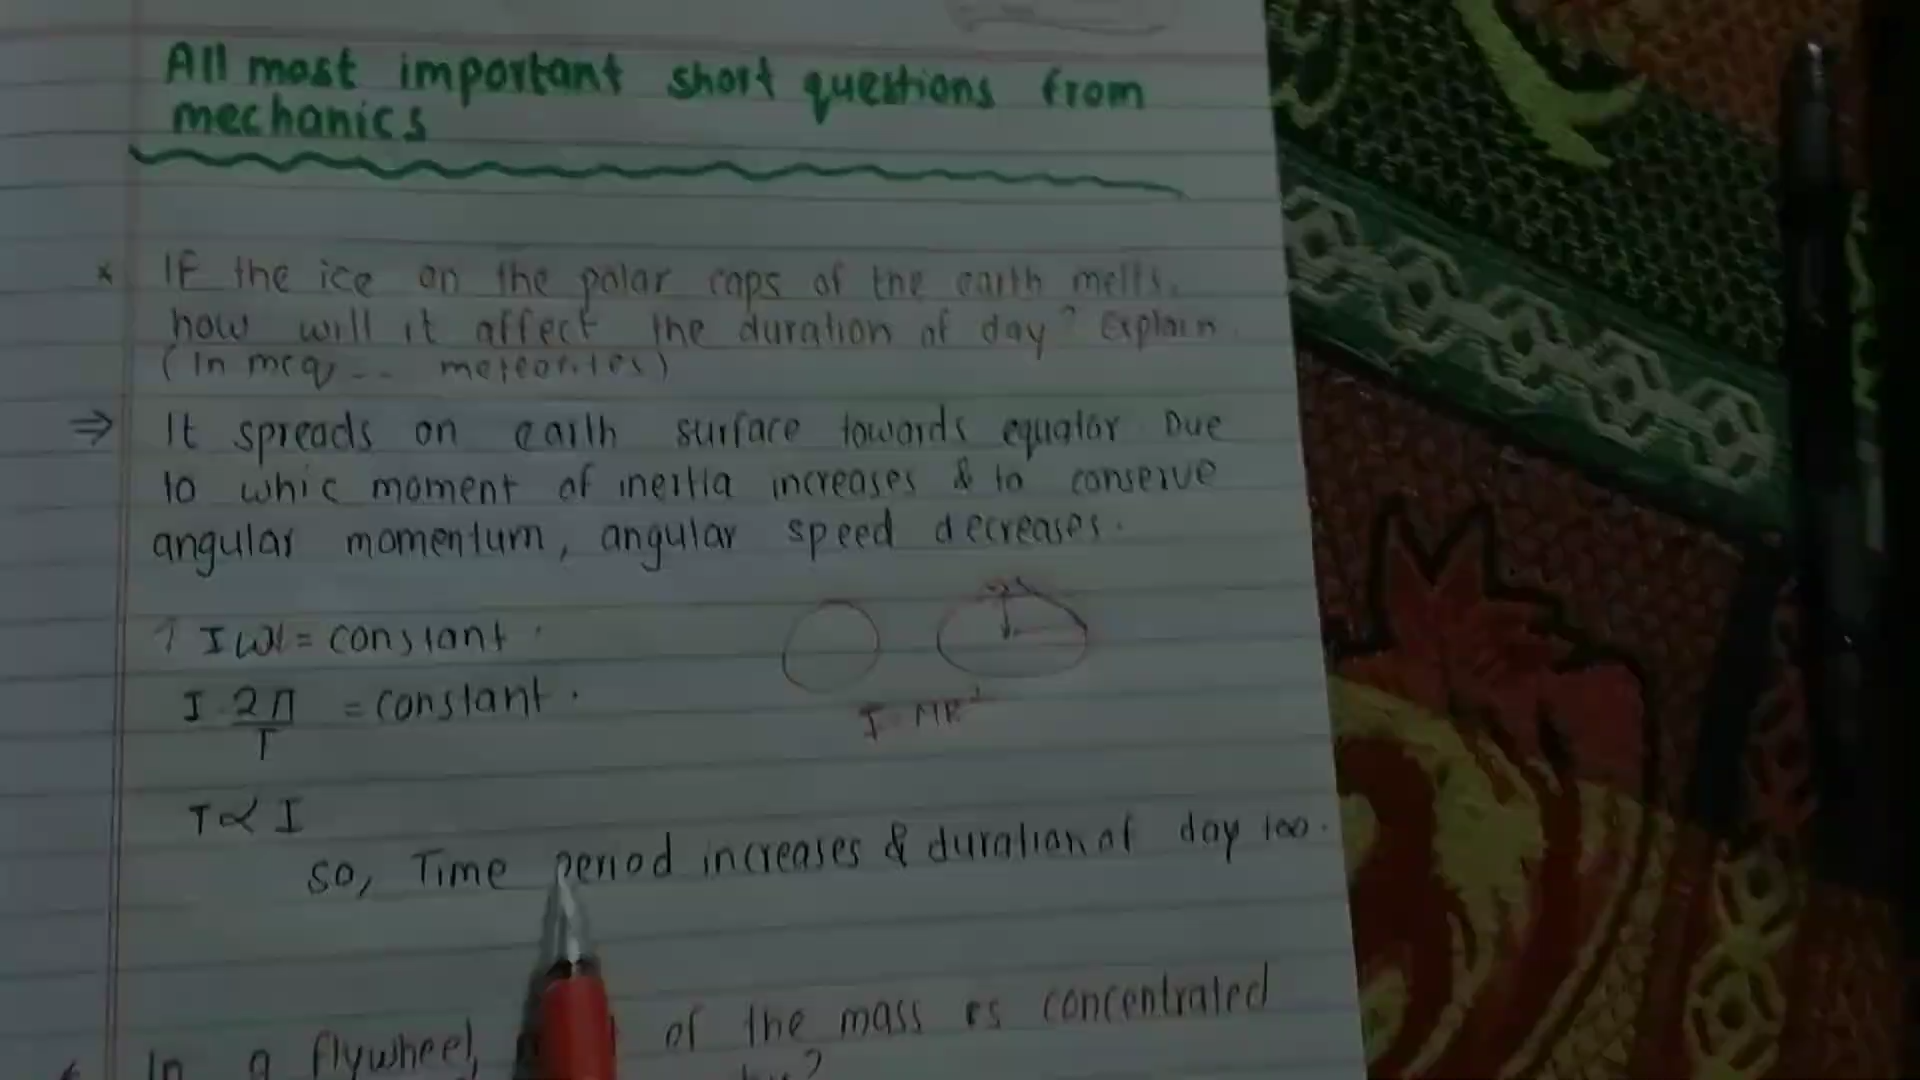 All most important short questions from
mechanics
* If the ice on the polar caps of the earth melts.
how will it affect the duration of day? Explain.
(In mcq -- meteorites)
⇒ It spreads on earth surface towards equator Due
to whic moment of inertia increases & to conserve
angular momentum, angular speed decreases.
↑ Iω↓ = constant.
I 2π/T = constant.
I = MR²
T ∝ I
so, Time period increases & duration of day too.
In a flywheel, of the mass is concentrated
?